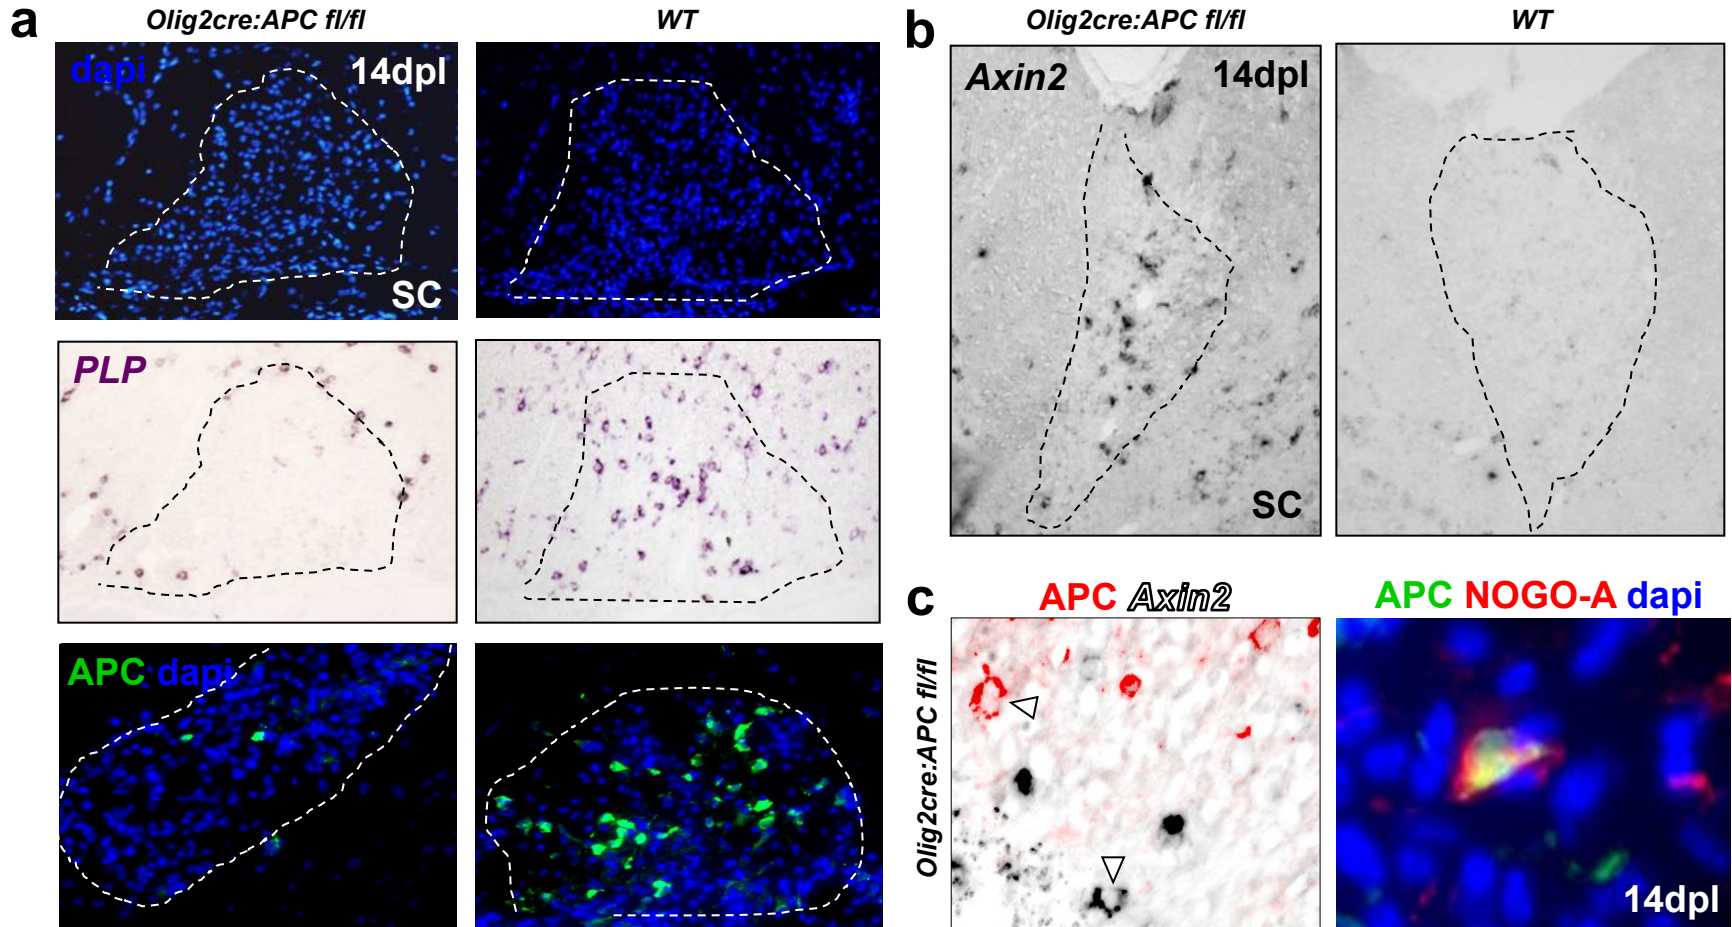 a
Olig2cre:APC fl/fl
WT
dapi
14dpl
SC
PLP
APC dapi
b
Olig2cre:APC fl/fl
WT
Axin2
14dpl
SC
c
APC Axin2
APC NOGO-A dapi
Olig2cre:APC fl/fl
14dpl